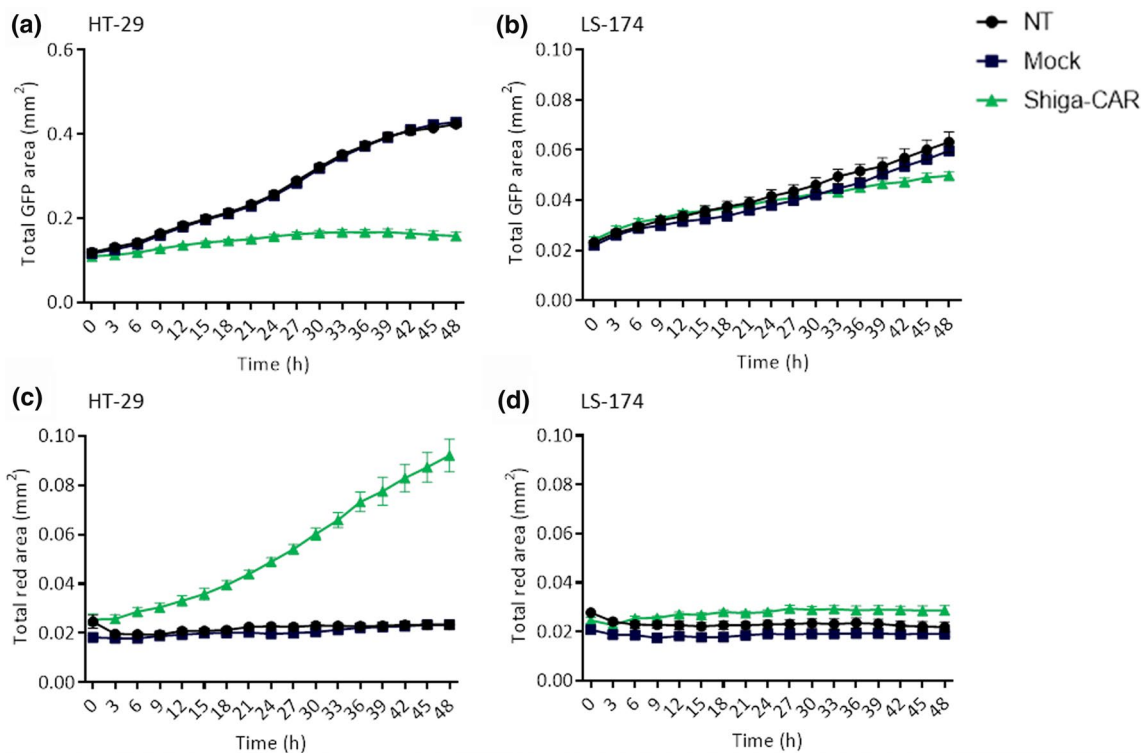 (a) HT-29
(b) LS-174
NT
Mock
Shiga-CAR
Total GFP area (mm²)
0.6
0.4
0.2
0.0
0 3 6 9 12 15 18 21 24 27 30 33 36 39 42 45 48
Time (h)
Total GFP area (mm²)
0.10
0.08
0.06
0.04
0.02
0.00
0 3 6 9 12 15 18 21 24 27 30 33 36 39 42 45 48
Time (h)
(c) HT-29
(d) LS-174
Total red area (mm²)
0.10
0.08
0.06
0.04
0.02
0.00
0 3 6 9 12 15 18 21 24 27 30 33 36 39 42 45 48
Time (h)
Total red area (mm²)
0.10
0.08
0.06
0.04
0.02
0.00
0 3 6 9 12 15 18 21 24 27 30 33 36 39 42 45 48
Time (h)